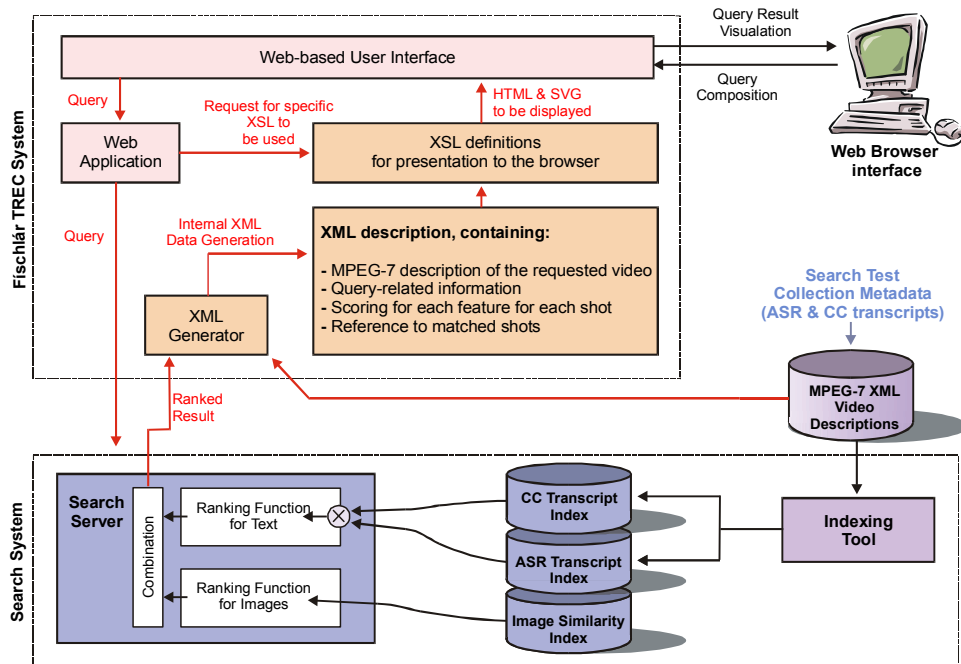 Query Result
Visualation
Web-based User Interface
Query
Composition
Query
Request for specific
XSL to
be used
HTML & SVG
to be displayed
Web
Application
XSL definitions
for presentation to the browser
Web Browser
interface
Fischlár TREC System
Query
Internal XML
Data Generation
XML description, containing:
- MPEG-7 description of the requested video
- Query-related information
- Scoring for each feature for each shot
- Reference to matched shots
XML
Generator
Search Test
Collection Metadata
(ASR & CC transcripts)
Ranked
Result
MPEG-7 XML
Video
Descriptions
Search System
Search
Server
Combination
Ranking Function
for Text
CC Transcript
Index
Indexing
Tool
ASR Transcript
Index
Ranking Function
for Images
Image Similarity
Index